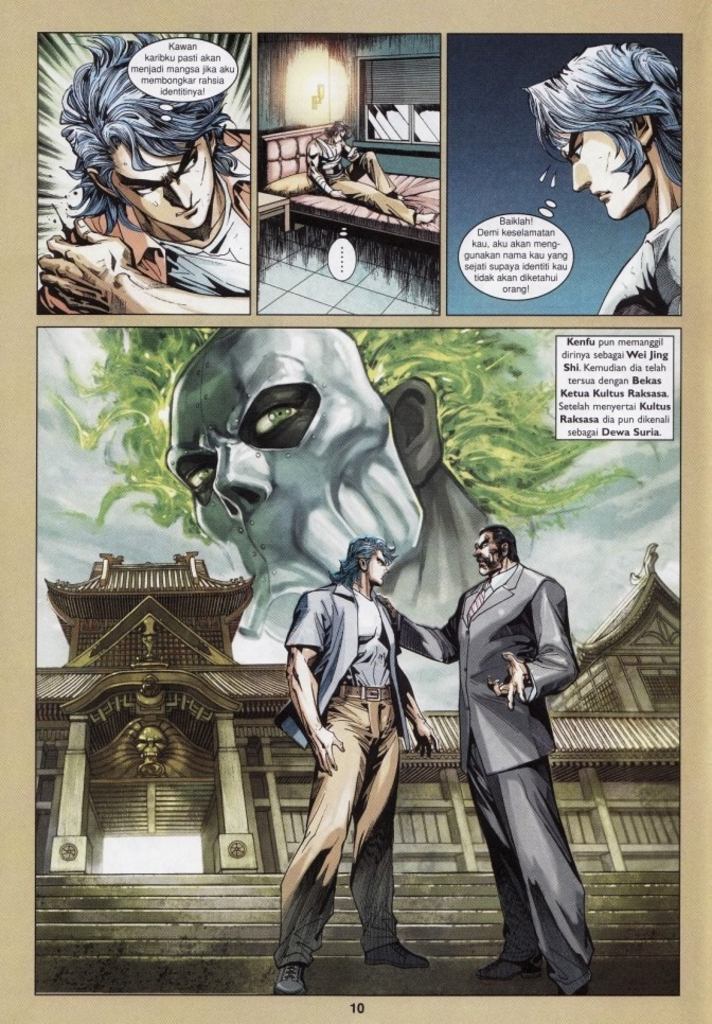 Kawan
karibku pasti akan
menjadi mangsa jika aku
membongkar rahsia
identitinya!
......
Baiklah!
Demi keselamatan
kau, aku akan meng-
gunakan nama kau yang
sejati supaya identiti kau
tidak akan diketahui
orang!
Kenfu pun memanggil
dirinya sebagai Wei Jing
Shi. Kemudian dia telah
tersua dengan Bekas
Ketua Kultus Raksasa.
Setelah menyertai Kultus
Raksasa dia pun dikenali
sebagai Dewa Suria.
10